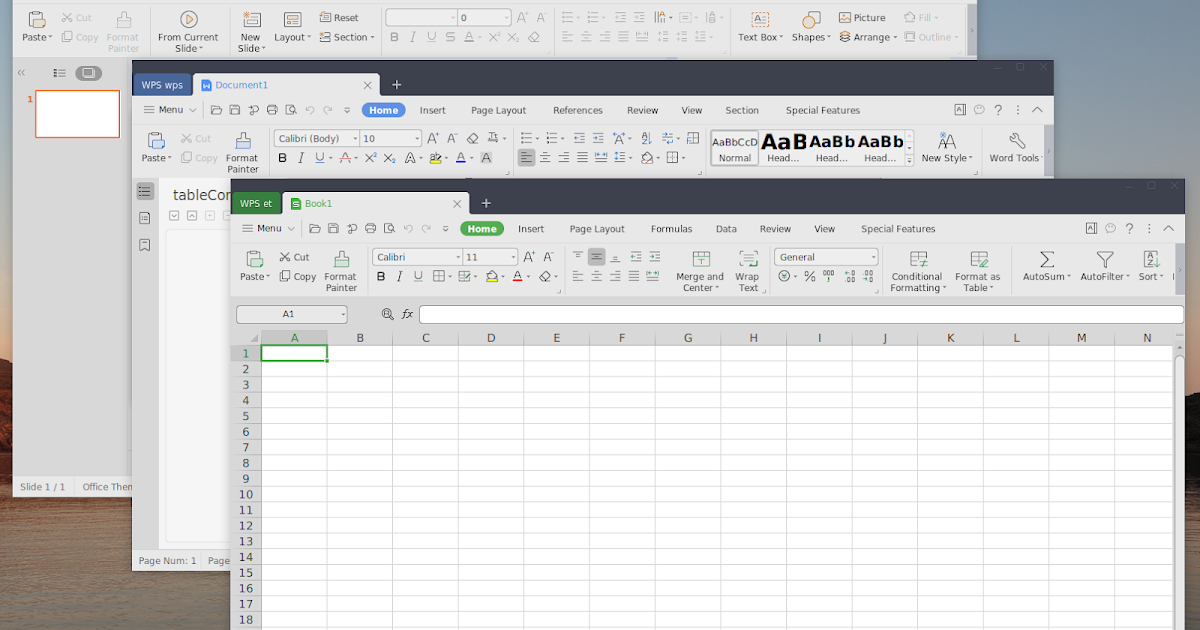 Cut Reset 0 Picture Fill
Paste Copy Format Painter From Current Slide New Slide Layout Section Text Box Shapes Arrange Outline
1
Slide 1 / 1 Office Then
WPS wps Document1
Menu Home Insert Page Layout References Review View Section Special Features
Cut Calibri (Body) 10 AaBbCcD AaB AaBb AaBb
Paste Copy Format Painter Normal Head... Head... Head... New Style Word Tools
tableCor
Page Num: 1 Page
WPS et Book1
Menu Home Insert Page Layout Formulas Data Review View Special Features
Cut Calibri 11 General
Paste Copy Format Painter Merge and Center Wrap Text Conditional Formatting Format as Table AutoSum AutoFilter Sort
A1 fx
A B C D E F G H I J K L M N
1
2
3
4
5
6
7
8
9
10
11
12
13
14
15
16
17
18